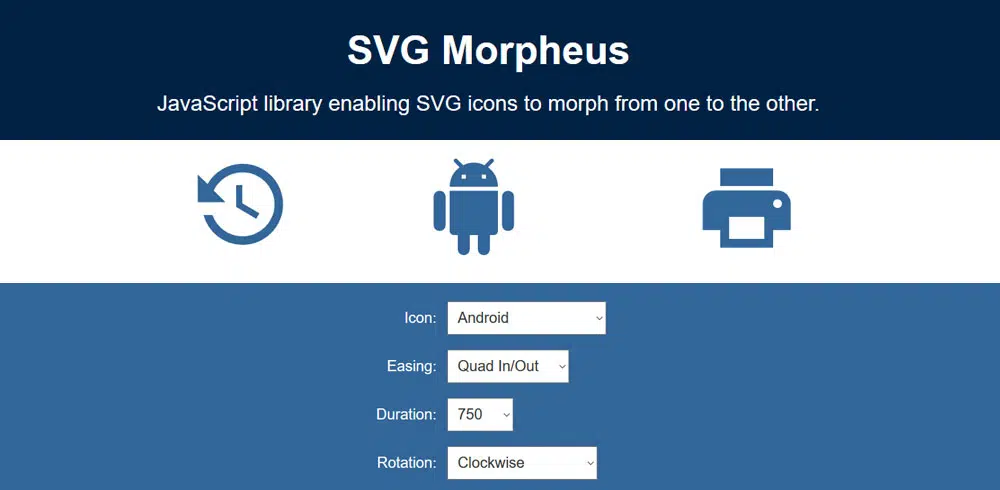 SVG Morpheus
JavaScript library enabling SVG icons to morph from one to the other.
Icon: Android
Easing: Quad In/Out
Duration: 750
Rotation: Clockwise